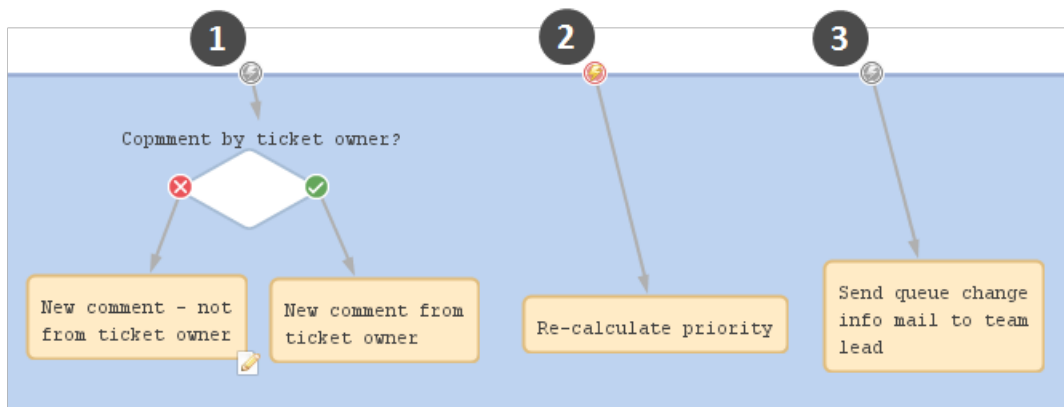 1
2
3
Copmment by ticket owner?
New comment - not
from ticket owner
New comment from
ticket owner
Re-calculate priority
Send queue change
info mail to team
lead